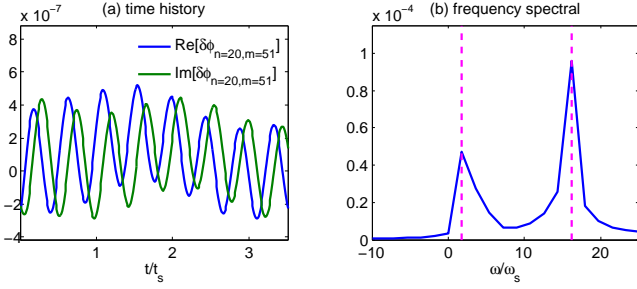 (a) time history
x 10^-7
8
6
4
2
0
−2
−4
1
2
3
t/t_s
Re[δϕ_n=20,m=51]
Im[δϕ_n=20,m=51]
(b) frequency spectral
x 10^-4
1
0.8
0.6
0.4
0.2
0
−10
0
10
20
ω/ω_s